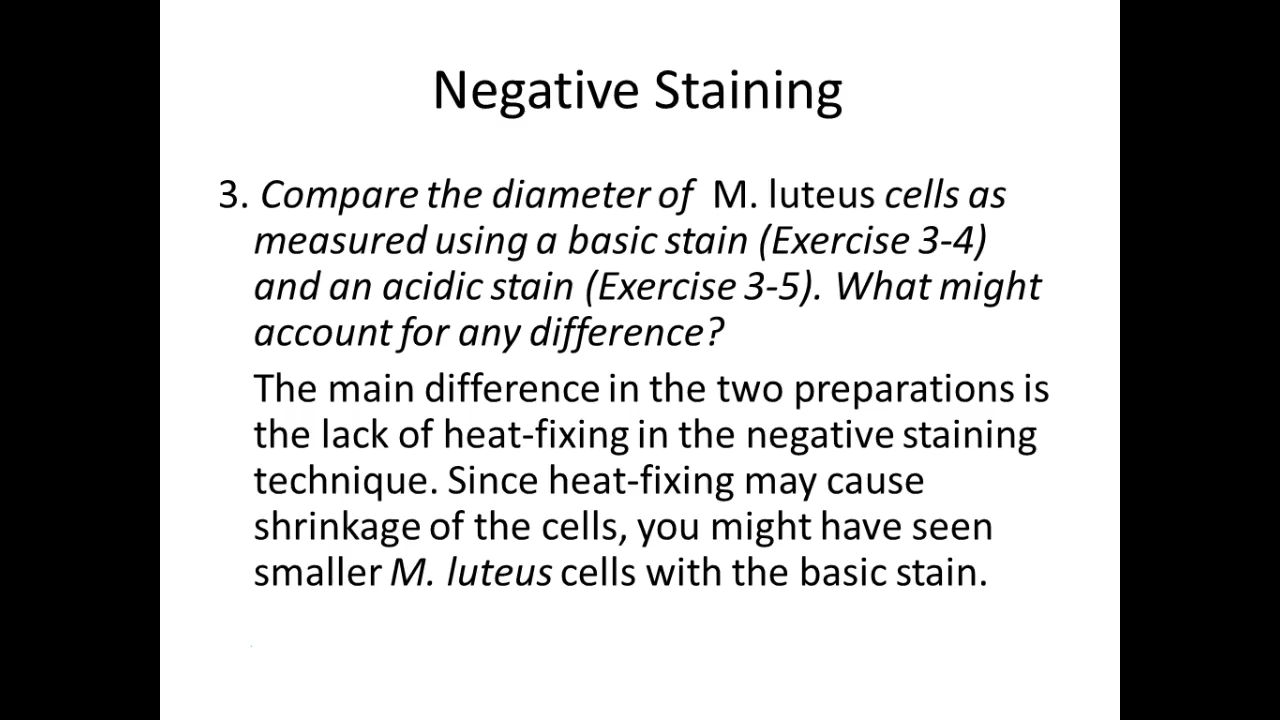 Negative Staining
3. Compare the diameter of M. luteus cells as
measured using a basic stain (Exercise 3-4)
and an acidic stain (Exercise 3-5). What might
account for any difference?
The main difference in the two preparations is
the lack of heat-fixing in the negative staining
technique. Since heat-fixing may cause
shrinkage of the cells, you might have seen
smaller M. luteus cells with the basic stain.